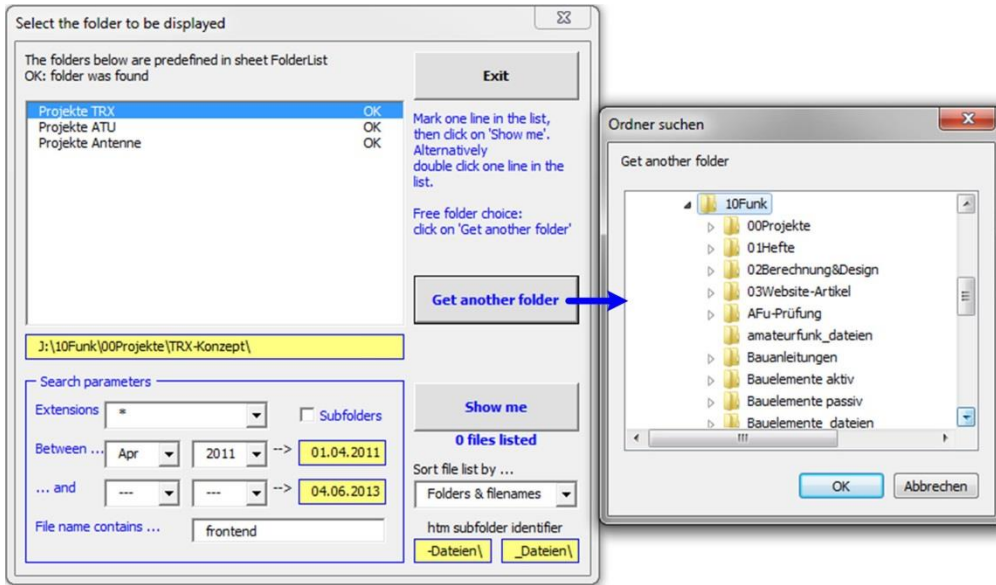 Select the folder to be displayed
The folders below are predefined in sheet FolderList
OK: folder was found
Projekte TRX OK
Projekte ATU OK
Projekte Antenne OK
J:\10Funk\00Projekte\TRX-Konzept\
Search parameters
Extensions * Subfolders
Between ... Apr 2011 --> 01.04.2011
... and --- --- --> 04.06.2013
File name contains ... frontend
Exit
Mark one line in the list,
then click on 'Show me'.
Alternatively
double click one line in the
list.
Free folder choice:
click on 'Get another folder'
Get another folder
Show me
0 files listed
Sort file list by ...
Folders & filenames
htm subfolder identifier
-Dateien\ _Dateien\
Ordner suchen
Get another folder
10Funk
00Projekte
01Hefte
02Berechnung&Design
03Website-Artikel
AFu-Prüfung
amateurfunk_dateien
Bauanleitungen
Bauelemente aktiv
Bauelemente passiv
Bauelemente_dateien
OK Abbrechen